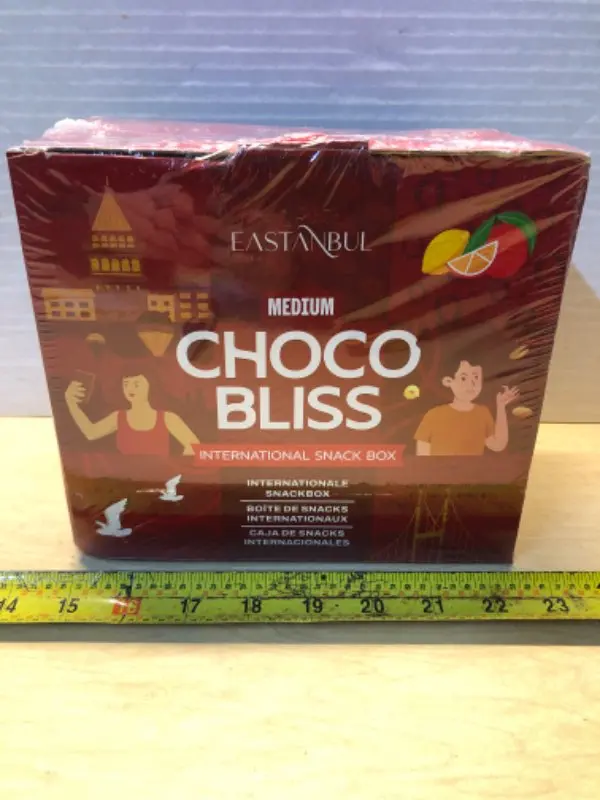 EASTANBUL
MEDIUM
CHOCO
BLISS
INTERNATIONAL SNACK BOX
INTERNATIONALE
SNACKBOX
BOÎTE DE SNACKS
INTERNATIONAUX
CAJA DE SNACKS
INTERNACIONALES
14 15 16 17 18 19 20 21 22 23